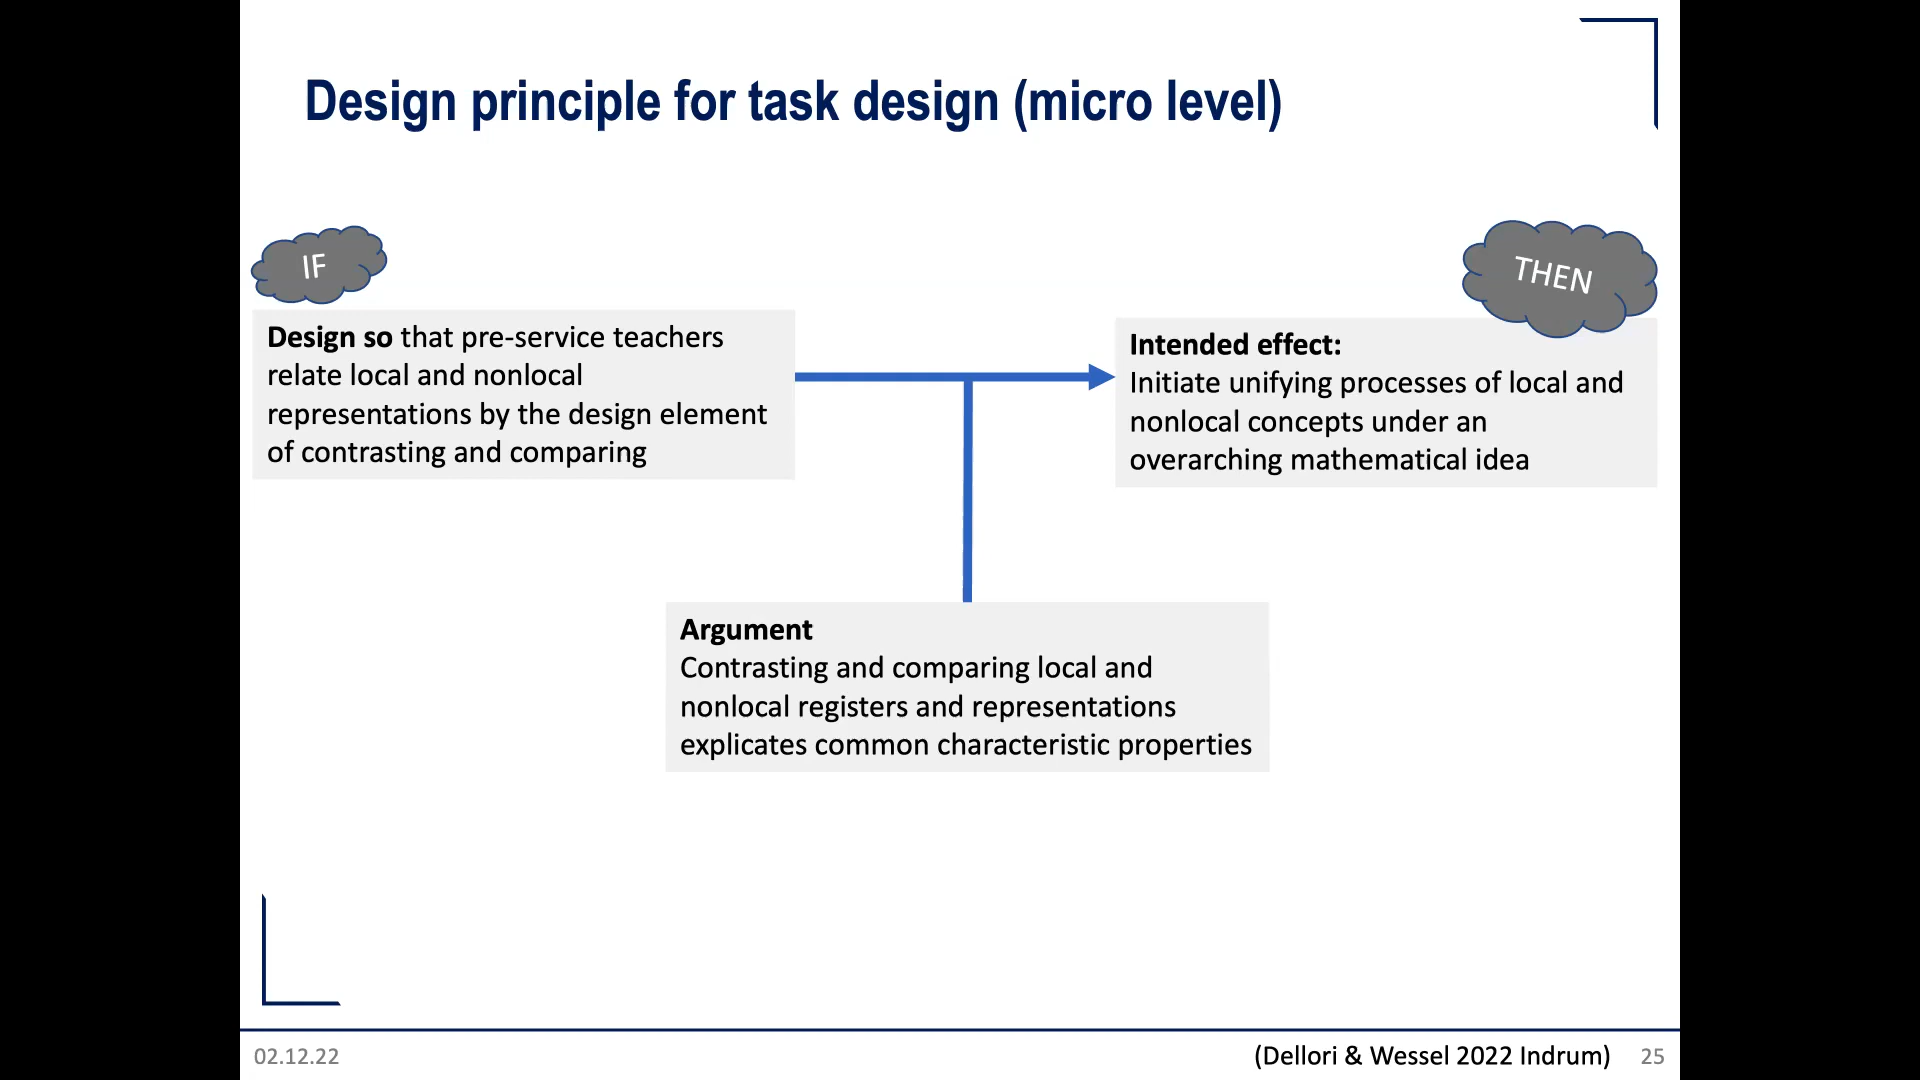 Design principle for task design (micro level)
IF
THEN
Design so that pre-service teachers
relate local and nonlocal
representations by the design element
of contrasting and comparing
Intended effect:
Initiate unifying processes of local and
nonlocal concepts under an
overarching mathematical idea
Argument
Contrasting and comparing local and
nonlocal registers and representations
explicates common characteristic properties
02.12.22
(Dellori & Wessel 2022 Indrum)
25